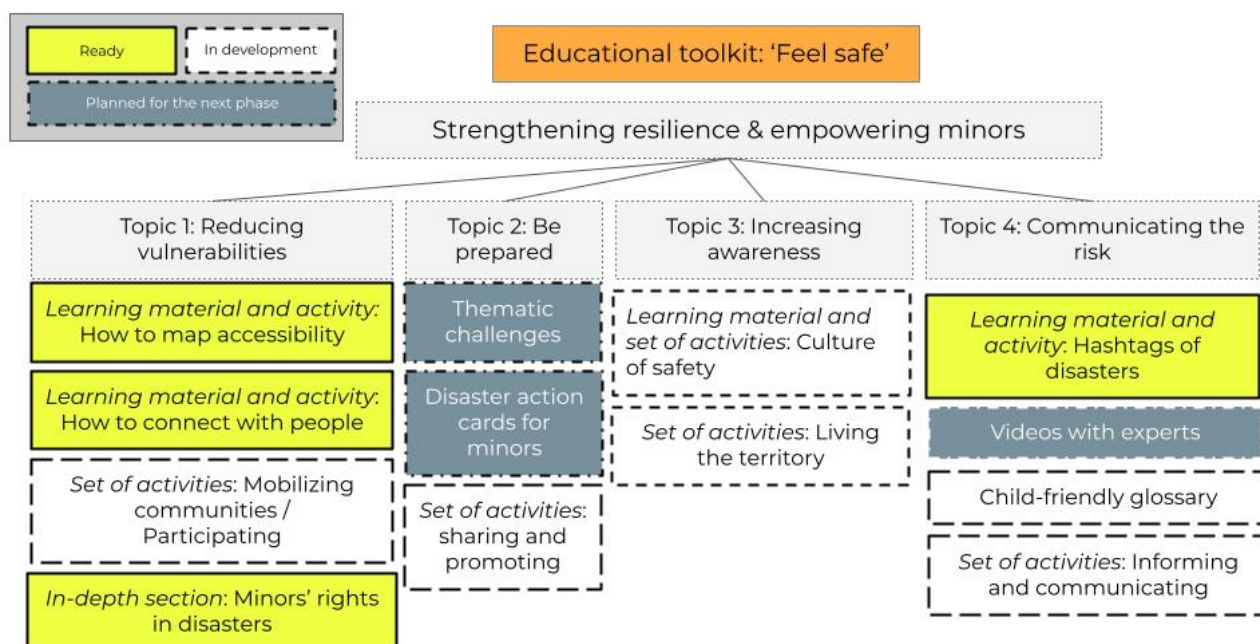 Ready
In development
Planned for the next phase
Educational toolkit: ‘Feel safe’
Strengthening resilience & empowering minors
Topic 1: Reducing
vulnerabilities
Learning material and activity:
How to map accessibility
Learning material and activity:
How to connect with people
Set of activities: Mobilizing
communities /
Participating
In-depth section: Minors’ rights
in disasters
Topic 2: Be
prepared
Thematic
challenges
Disaster action
cards for
minors
Set of activities:
sharing and
promoting
Topic 3: Increasing
awareness
Learning material and
set of activities: Culture
of safety
Set of activities: Living
the territory
Topic 4: Communicating the
risk
Learning material and
activity: Hashtags of
disasters
Videos with experts
Child-friendly glossary
Set of activities: Informing
and communicating